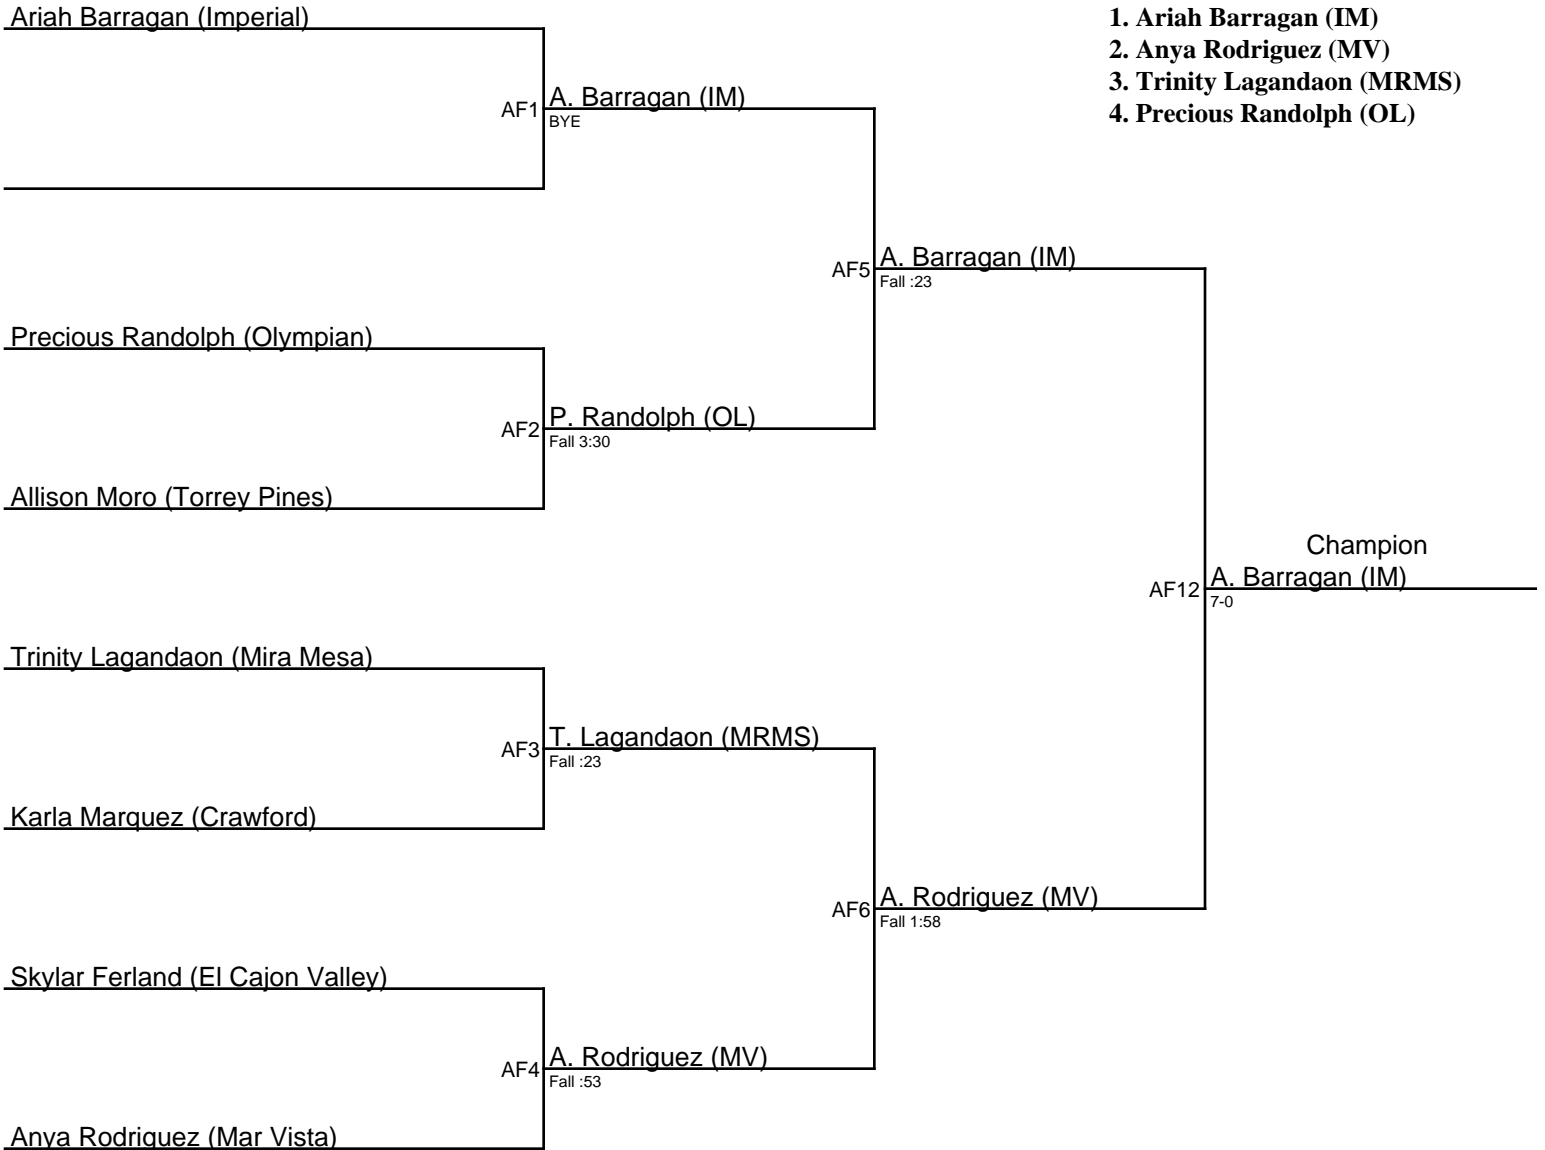 Ariah Barragan (Imperial)
1. Ariah Barragan (IM)
2. Anya Rodriguez (MV)
3. Trinity Lagandaon (MRMS)
4. Precious Randolph (OL)
AF1
A. Barragan (IM)
BYE
AF5
A. Barragan (IM)
Fall :23
Precious Randolph (Olympian)
AF2
P. Randolph (OL)
Fall 3:30
Allison Moro (Torrey Pines)
Champion
AF12
A. Barragan (IM)
7-0
Trinity Lagandaon (Mira Mesa)
AF3
T. Lagandaon (MRMS)
Fall :23
Karla Marquez (Crawford)
AF6
A. Rodriguez (MV)
Fall 1:58
Skylar Ferland (El Cajon Valley)
AF4
A. Rodriguez (MV)
Fall :53
Anya Rodriguez (Mar Vista)